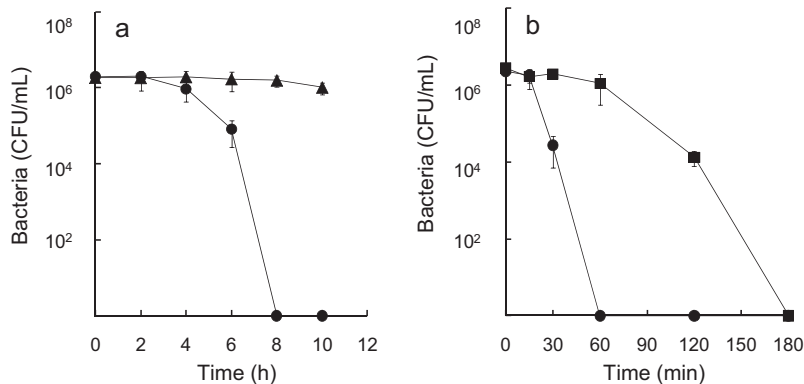 a
Bacteria (CFU/mL)
10⁸
10⁶
10⁴
10²
0 2 4 6 8 10 12
Time (h)
b
Bacteria (CFU/mL)
10⁸
10⁶
10⁴
10²
0 30 60 90 120 150 180
Time (min)